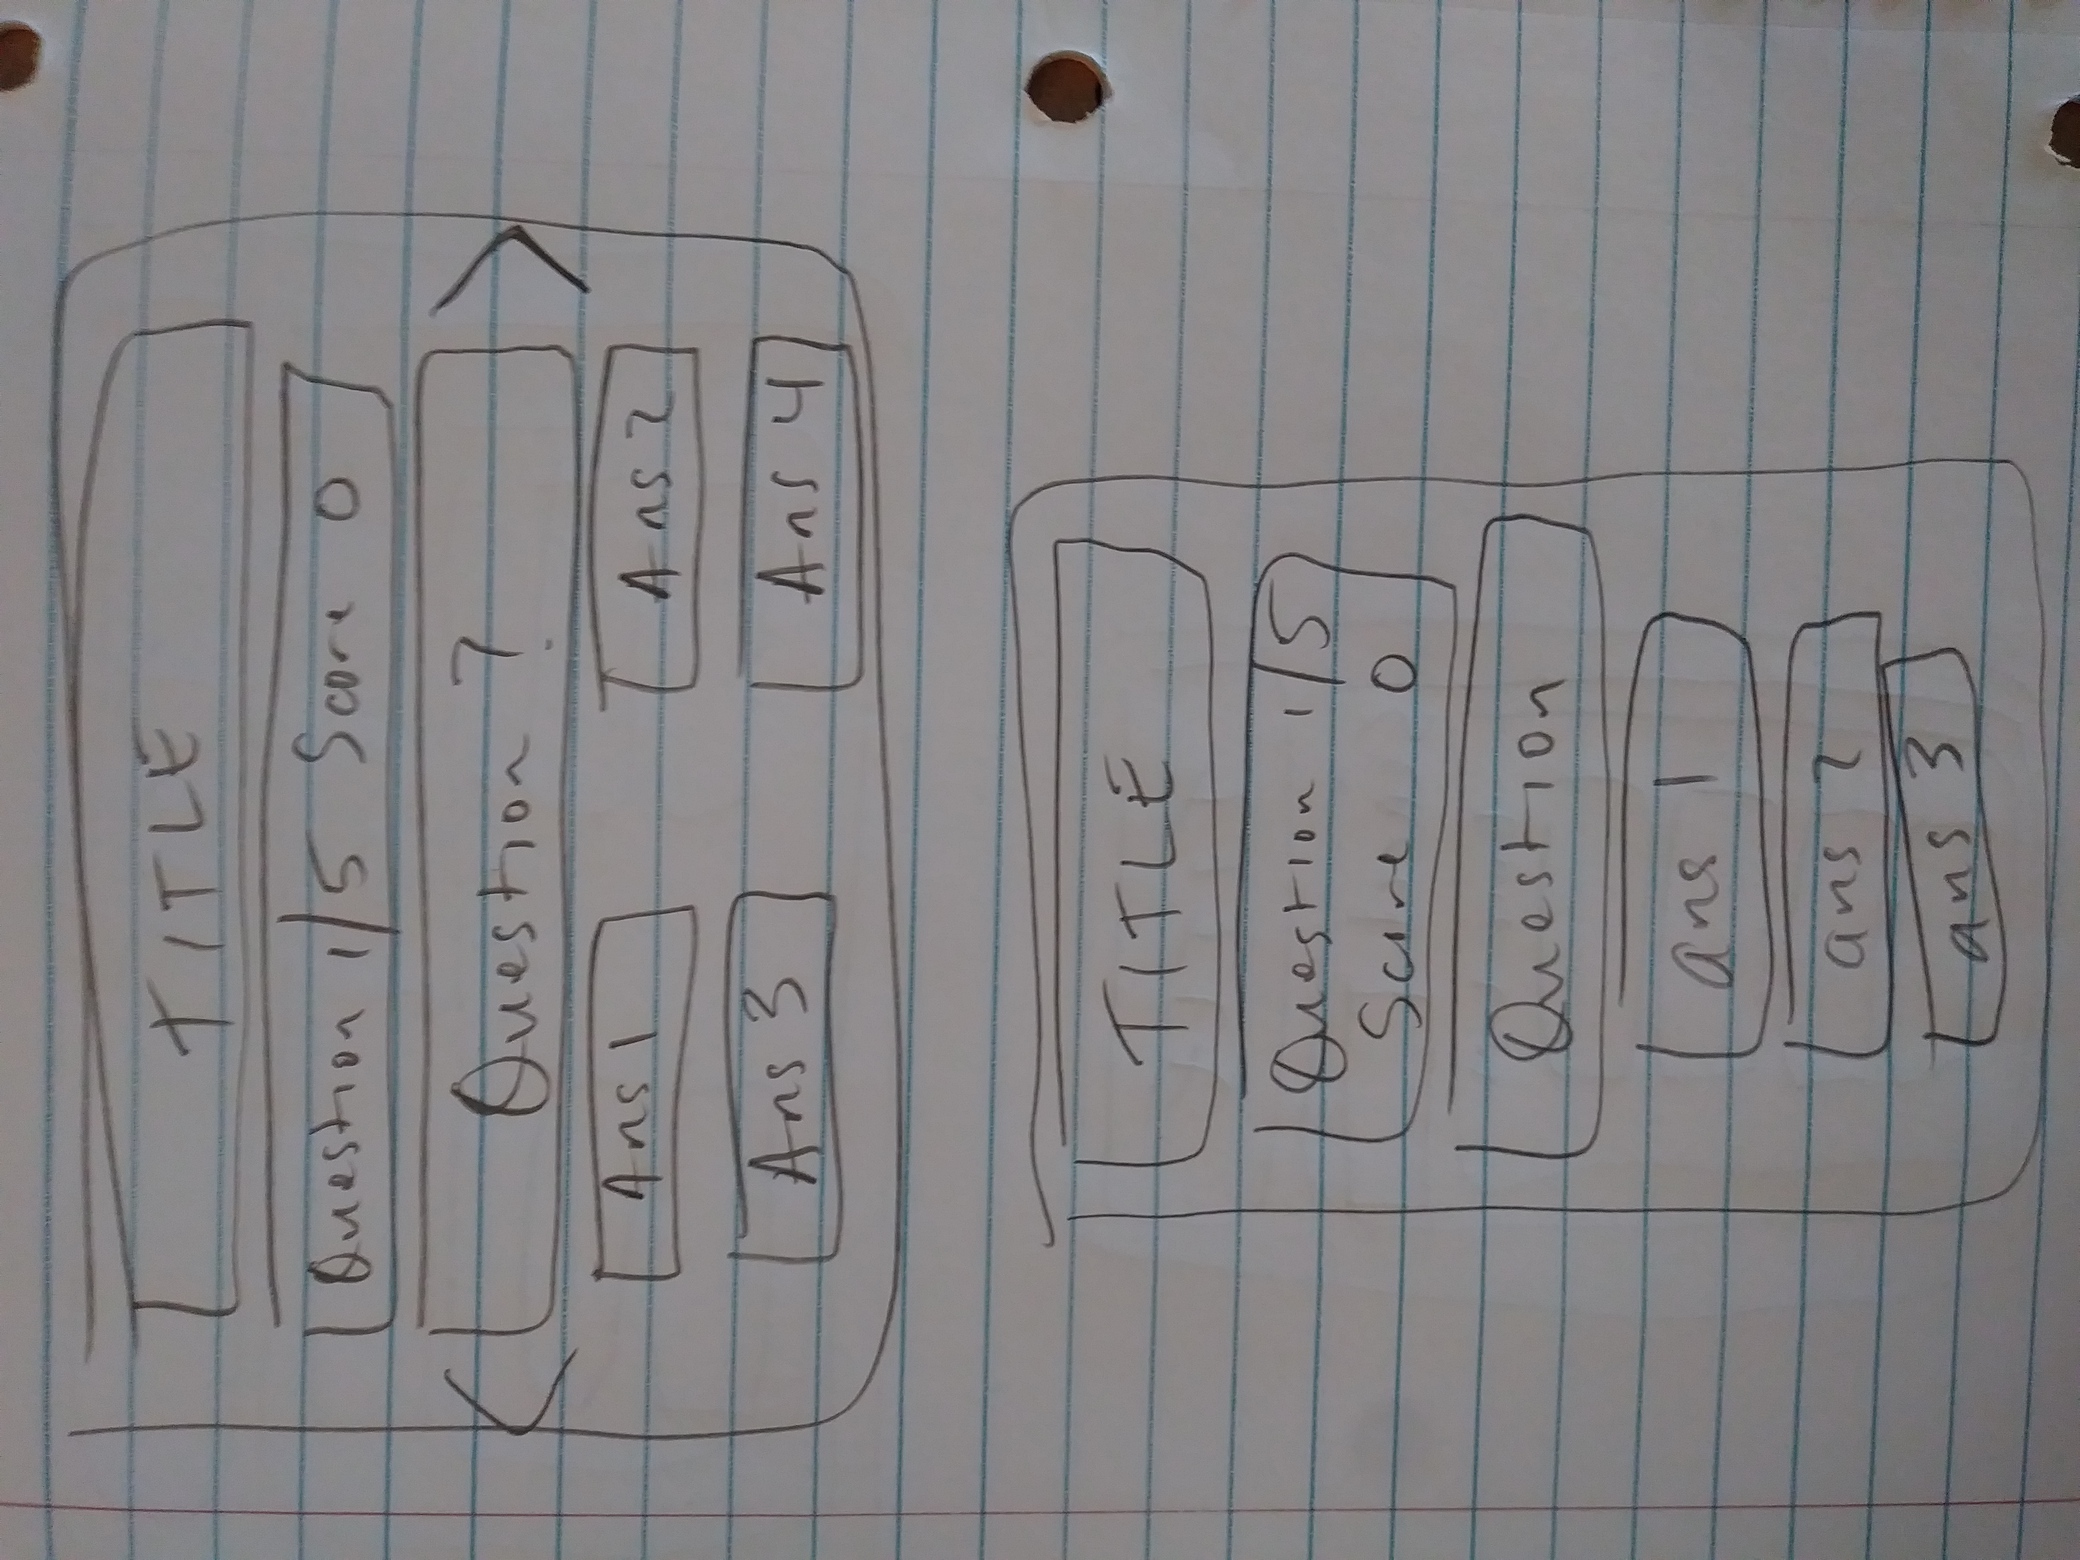 TITLE
Question 1/5 Score 0
Question ?
Ans 1 Ans 2
Ans 3 Ans 4
TITLE
Question 1/5
Score 0
Question
ans 1
ans 2
ans 3